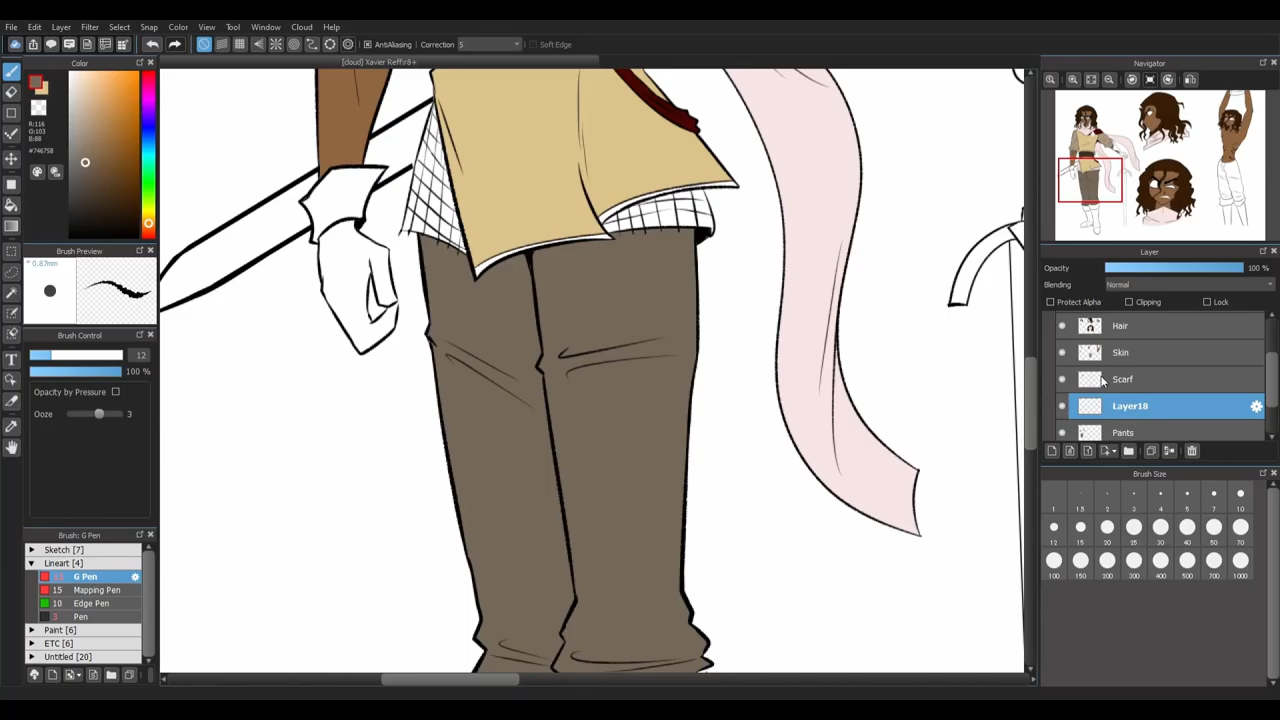 File Edit Layer Filter Select Snap Color View Tool Window Cloud Help
AntiAliasing Correction 5 Soft Edge
Color
[cloud] Xavier Reff
Navigator
R:116
G:103
B:88
#746758
Brush Preview
0.87mm
Brush Control
12
100 %
Opacity by Pressure
Ooze 3
Brush: G Pen
Sketch [7]
Lineart [4]
G Pen
15 Mapping Pen
10 Edge Pen
Pen
Paint [6]
ETC [6]
Untitled [20]
Layer
Opacity 100 %
Blending Normal
Protect Alpha Clipping Lock
Hair
Skin
Scarf
Layer18
Pants
Brush Size
1 1.5 2 3 4 5 7 10
12 15 20 25 30 40 50 70
100 150 200 300 400 500 700 1000